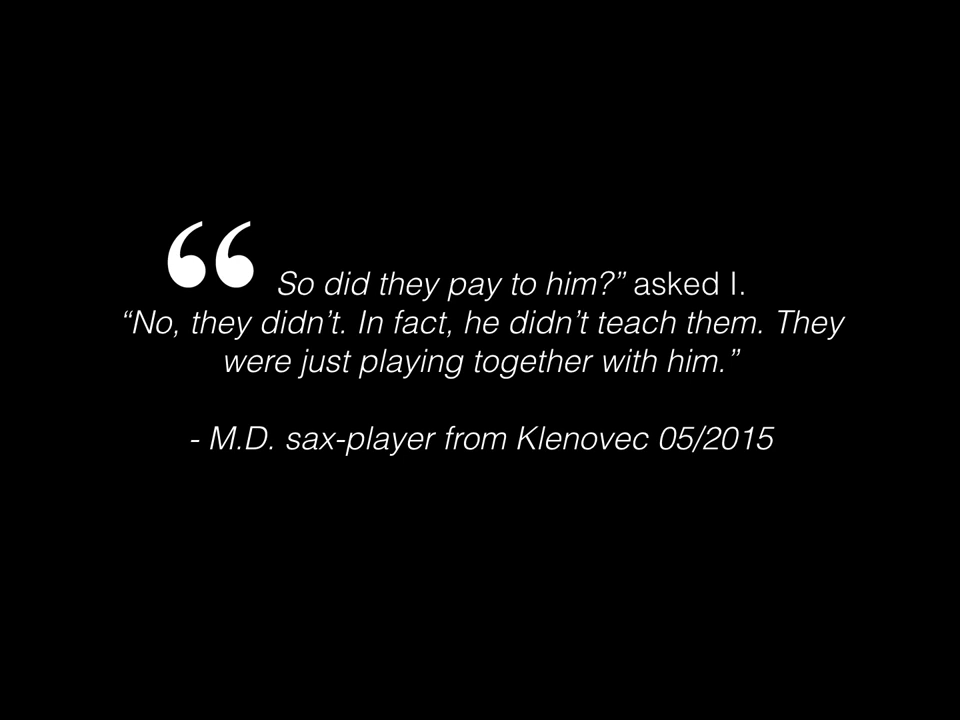 “ So did they pay to him?” asked I.
“No, they didn’t. In fact, he didn’t teach them. They
were just playing together with him.”
- M.D. sax-player from Klenovec 05/2015